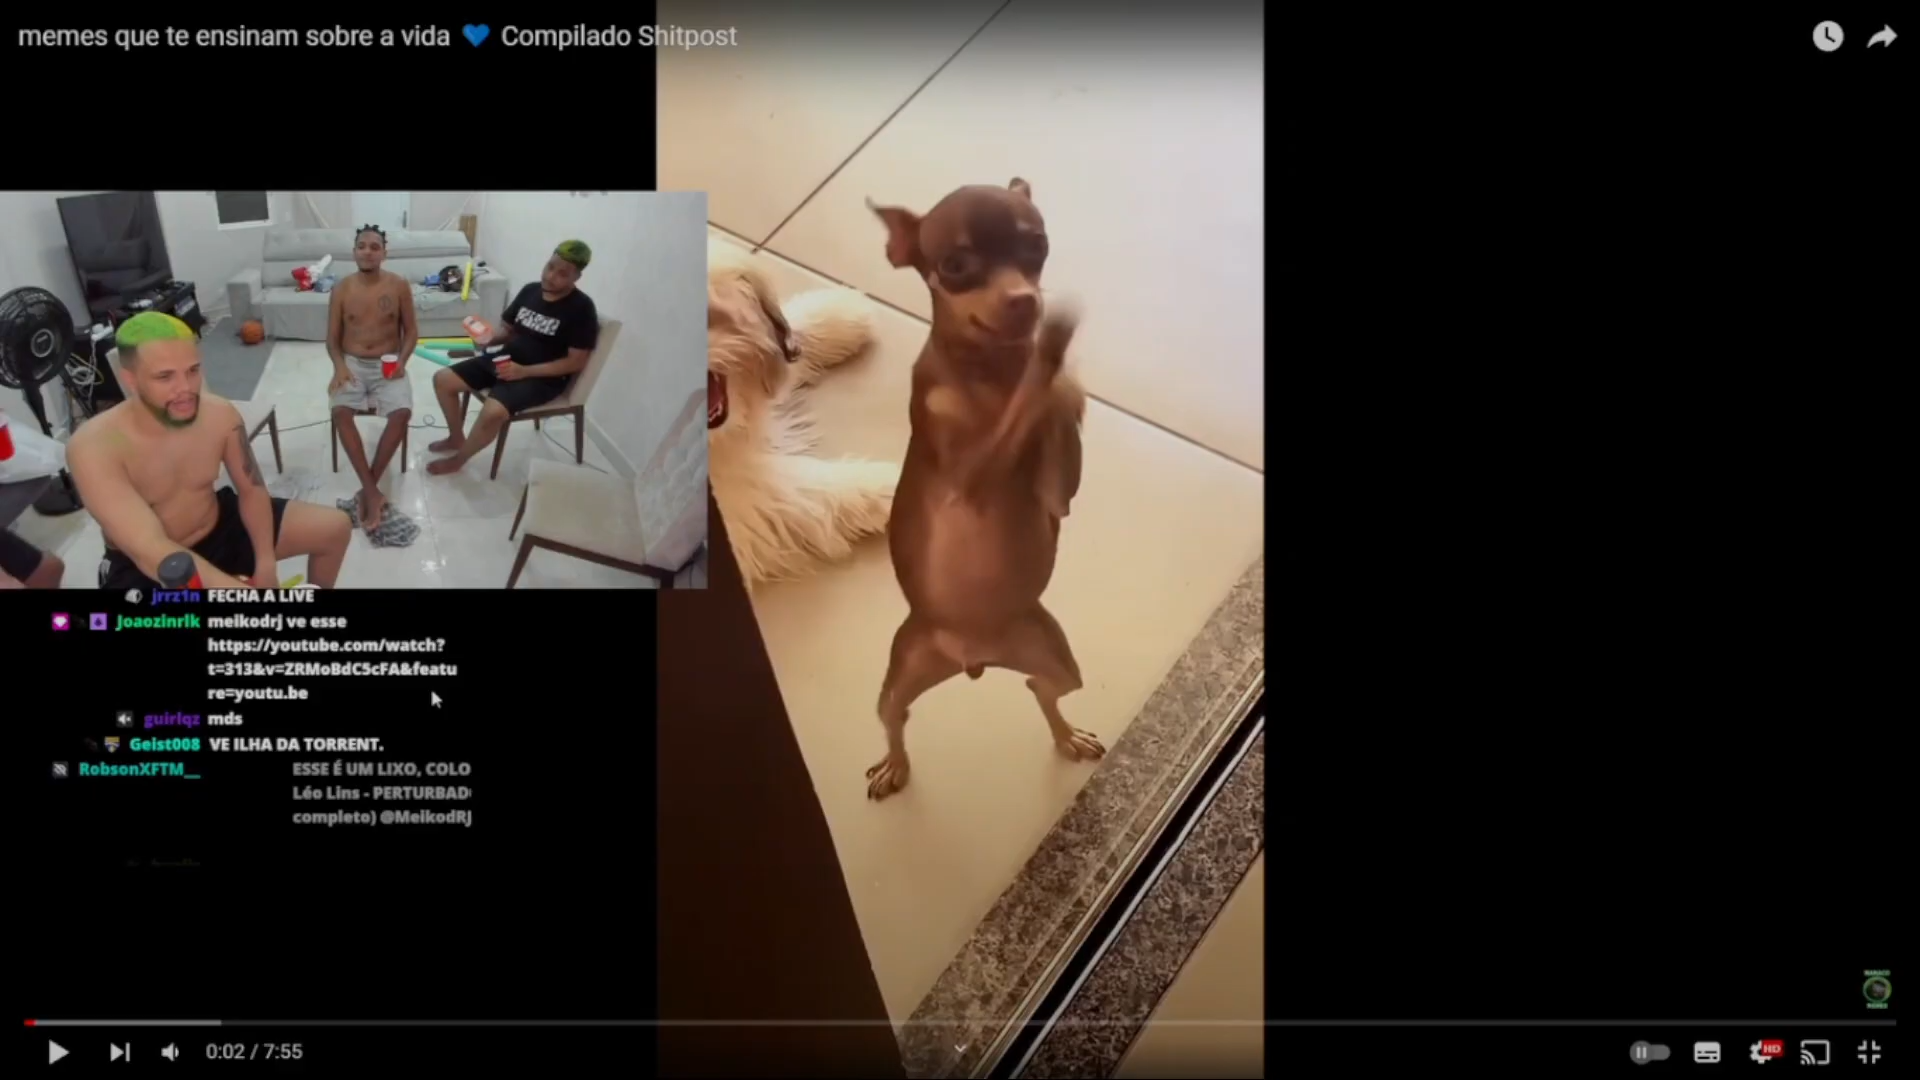 memes que te ensinam sobre a vida 💙 Compilado Shitpost
jrrz1n FECHA A LIVE
Joaozinrlk meikodrj ve esse
https://youtube.com/watch?
t=313&v=ZRMoBdC5cFA&featu
re=youtu.be
guirlqz mds
Geist008 VE ILHA DA TORRENT.
RobsonXFTM__ ESSE É UM LIXO, COLO
Léo Lins - PERTURBAD
completo) @MeikodRJ
0:02 / 7:55
HD